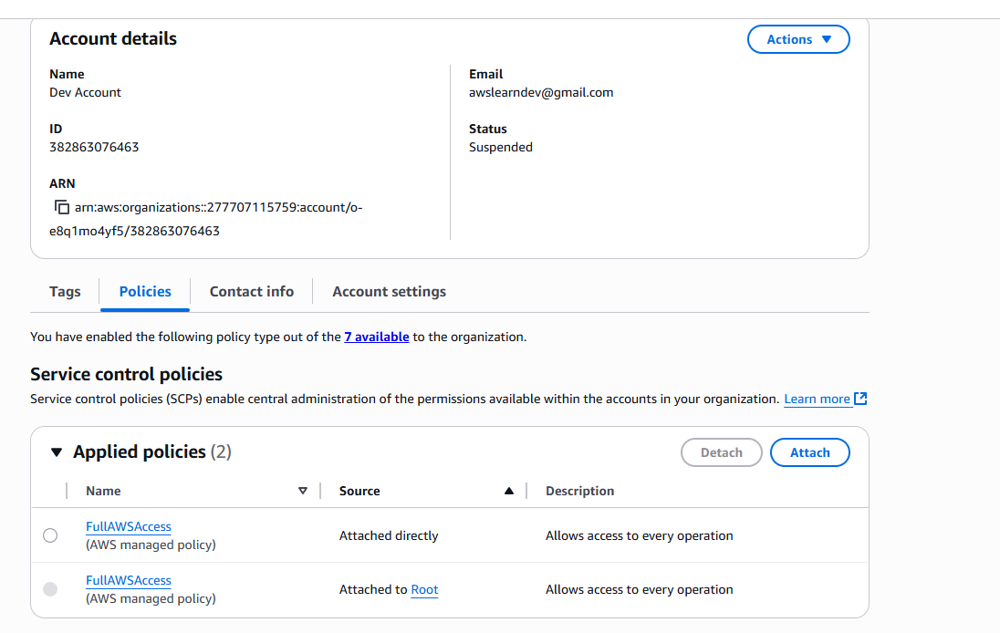 Account details
Actions
Name
Dev Account
Email
awslearndev@gmail.com
ID
382863076463
Status
Suspended
ARN
arn:aws:organizations::277707115759:account/o-
e8q1mo4yf5/382863076463
Tags
Policies
Contact info
Account settings
You have enabled the following policy type out of the 7 available to the organization.
Service control policies
Service control policies (SCPs) enable central administration of the permissions available within the accounts in your organization. Learn more
Applied policies (2)
Detach
Attach
Name
Source
Description
FullAWSAccess
(AWS managed policy)
Attached directly
Allows access to every operation
FullAWSAccess
(AWS managed policy)
Attached to Root
Allows access to every operation